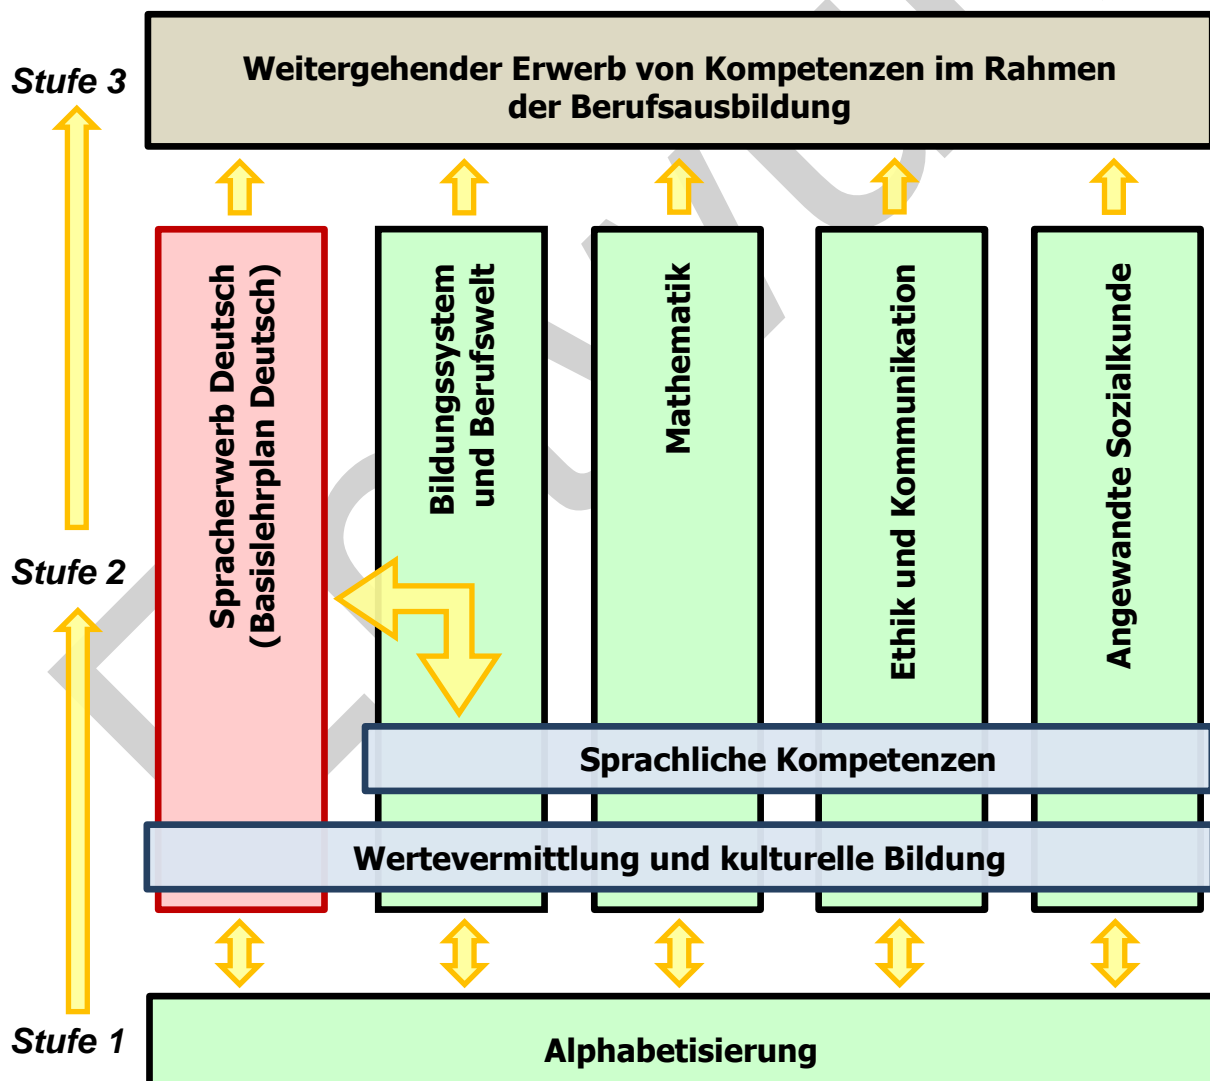 Stufe 3
Weitergehender Erwerb von Kompetenzen im Rahmen
der Berufsausbildung
Spracherwerb Deutsch
(Basislehrplan Deutsch)
Bildungssystem
und Berufswelt
Mathematik
Ethik und Kommunikation
Angewandte Sozialkunde
Stufe 2
Sprachliche Kompetenzen
Wertevermittlung und kulturelle Bildung
Stufe 1
Alphabetisierung